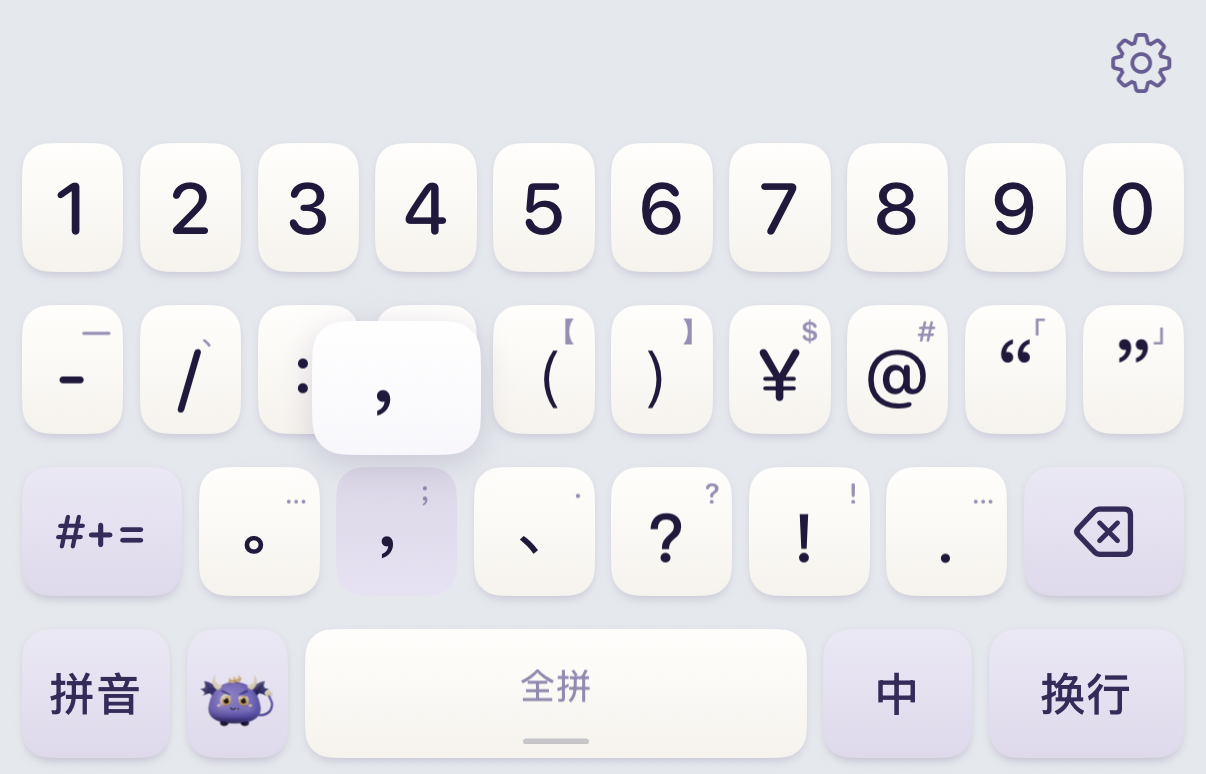 1 2 3 4 5 6 7 8 9 0
— 、 【 】 $ # 「 」
- / : （ ） ¥ @ “ ”
，
… ; · ? ! …
#+= 。 ， 、 ? ! .
拼音 全拼 中 换行